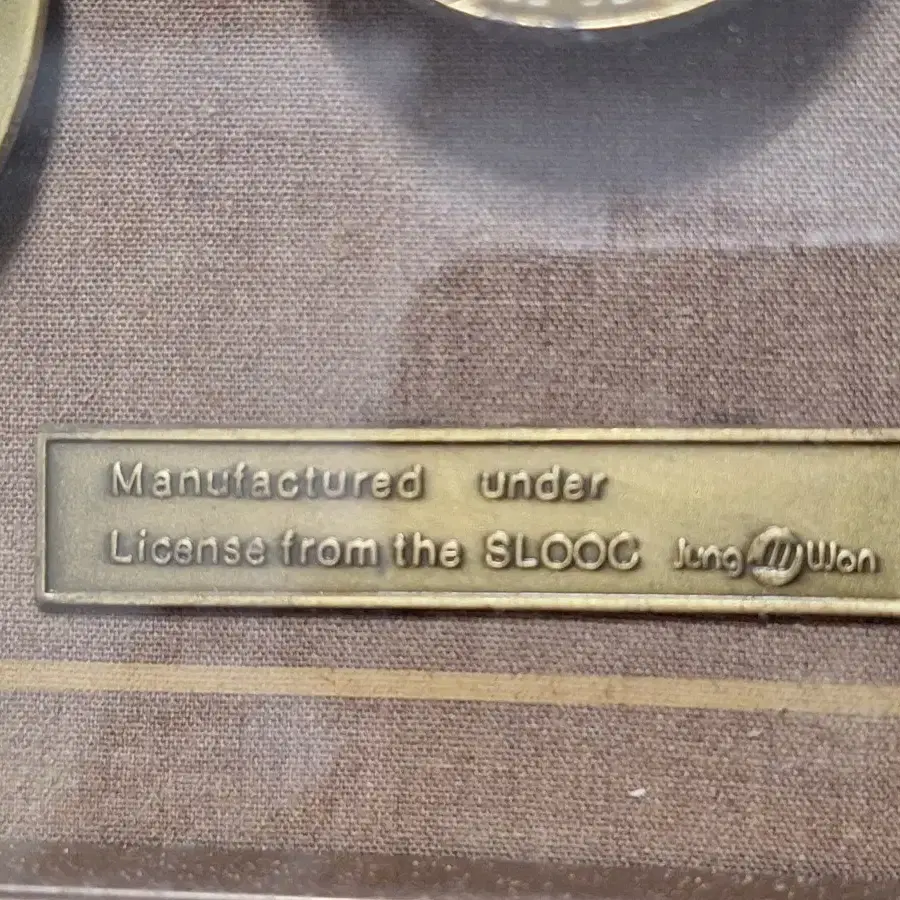 Manufactured under
License from the SLOOC Jung Won